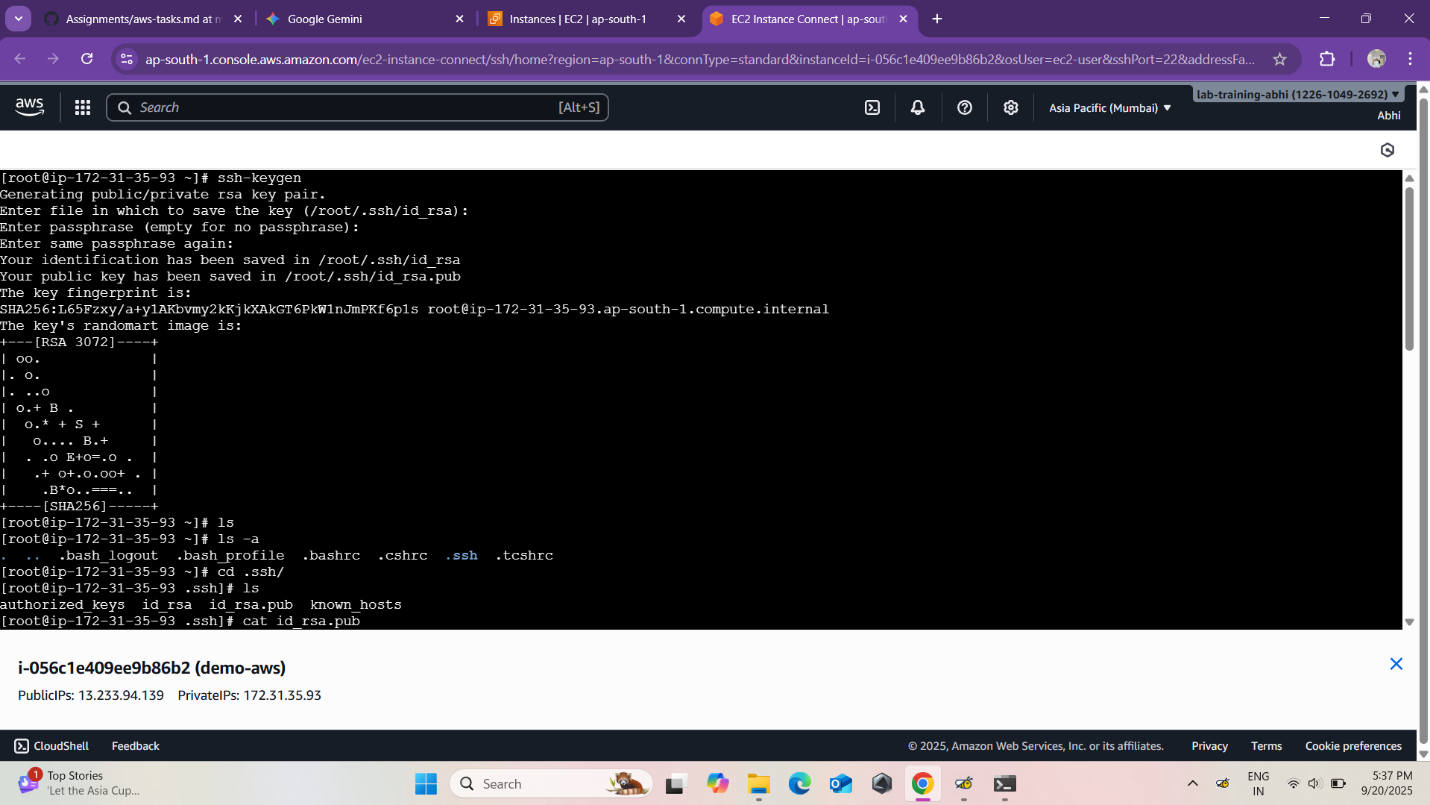 Assignments/aws-tasks.md at m
Google Gemini
Instances | EC2 | ap-south-1
EC2 Instance Connect | ap-sout
ap-south-1.console.aws.amazon.com/ec2-instance-connect/ssh/home?region=ap-south-1&connType=standard&instanceId=i-056c1e409ee9b86b2&osUser=ec2-user&sshPort=22&addressFa...
aws
Search
[Alt+S]
Asia Pacific (Mumbai) ▼
lab-training-abhi (1226-1049-2692) ▼
Abhi
[root@ip-172-31-35-93 ~]# ssh-keygen
Generating public/private rsa key pair.
Enter file in which to save the key (/root/.ssh/id_rsa):
Enter passphrase (empty for no passphrase):
Enter same passphrase again:
Your identification has been saved in /root/.ssh/id_rsa
Your public key has been saved in /root/.ssh/id_rsa.pub
The key fingerprint is:
SHA256:L65Fzxy/a+y1AKbvmy2kKjkXAkGT6PkW1nJmPKf6p1s root@ip-172-31-35-93.ap-south-1.compute.internal
The key's randomart image is:
+---[RSA 3072]----+
| oo.             |
|. o.             |
|. ..o            |
| o.+ B .         |
|  o.* + S +      |
|   o.... B.+     |
|  . .o E+o=.o .  |
|   .+ o+.o.oo+ . |
|    .B*o..===..  |
+----[SHA256]-----+
[root@ip-172-31-35-93 ~]# ls
[root@ip-172-31-35-93 ~]# ls -a
.  ..  .bash_logout  .bash_profile  .bashrc  .cshrc  .ssh  .tcshrc
[root@ip-172-31-35-93 ~]# cd .ssh/
[root@ip-172-31-35-93 .ssh]# ls
authorized_keys  id_rsa  id_rsa.pub  known_hosts
[root@ip-172-31-35-93 .ssh]# cat id_rsa.pub
i-056c1e409ee9b86b2 (demo-aws)
PublicIPs: 13.233.94.139 PrivateIPs: 172.31.35.93
CloudShell Feedback
© 2025, Amazon Web Services, Inc. or its affiliates. Privacy Terms Cookie preferences
1
Top Stories
'Let the Asia Cup...
Search
ENG
IN
5:37 PM
9/20/2025